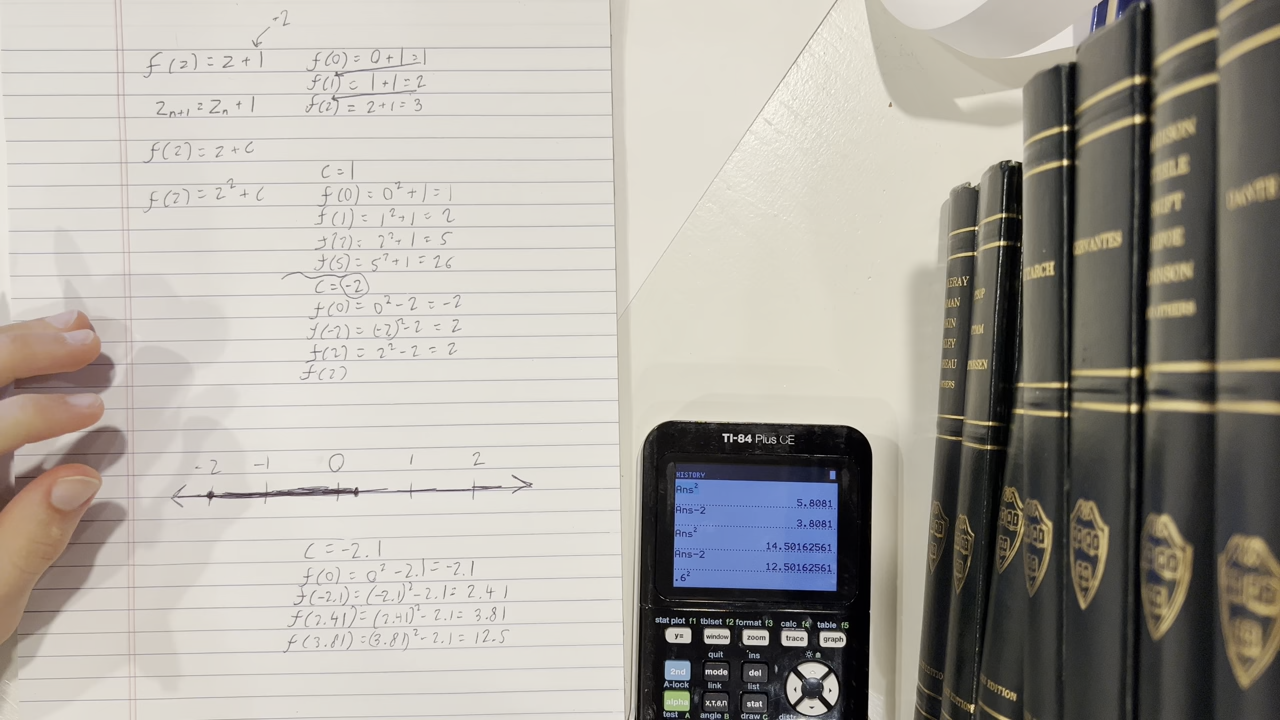 -2
f(z) = z + 1
f(0) = 0 + 1 = 1
f(1) = 1 + 1 = 2
z_{n+1} = z_n + 1
f(2) = 2 + 1 = 3
f(z) = z + c
f(z) = z² + c
c = 1
f(0) = 0² + 1 = 1
f(1) = 1² + 1 = 2
f(2) = 2² + 1 = 5
f(5) = 5² + 1 = 26
c = -2
f(0) = 0² - 2 = -2
f(-2) = (-2)² - 2 = 2
f(2) = 2² - 2 = 2
f(2)
-2 -1 0 1 2
c = -2.1
f(0) = 0² - 2.1 = -2.1
f(-2.1) = (-2.1)² - 2.1 = 2.41
f(2.41) = (2.41)² - 2.1 = 3.81
f(3.81) = (3.81)² - 2.1 = 12.5
TI-84 Plus CE
HISTORY
Ans²
5.8081
Ans-2
3.8081
Ans²
14.50162561
Ans-2
12.50162561
.6²
stat plot f1 tblset f2 format f3 calc f4 table f5
y= window zoom trace graph
quit ins
2nd mode del
A-lock link list
alpha X,T,θ,n stat
test A angle B draw C
CERVANTES
EDITION